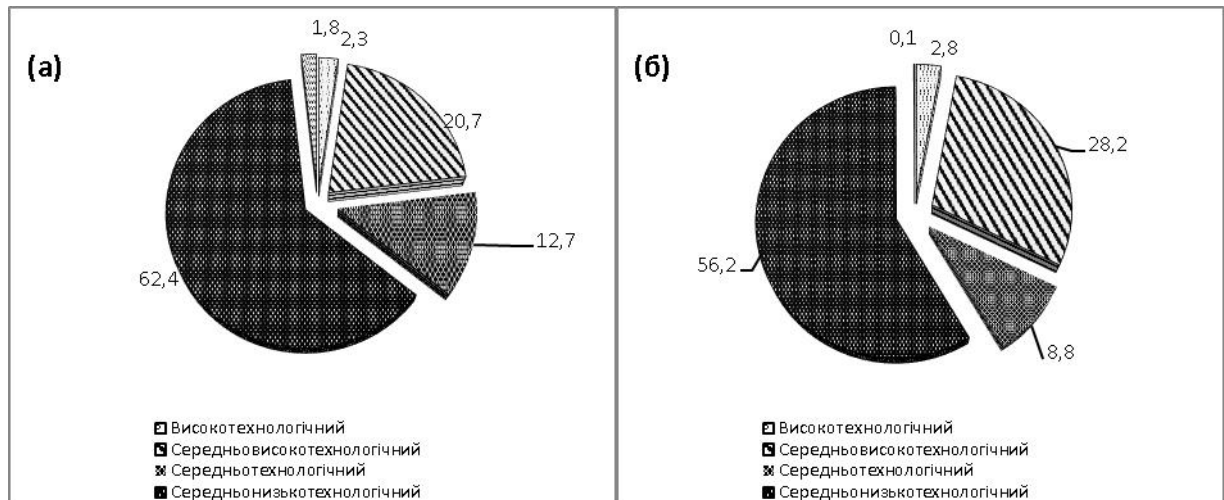 (а)
1,8
2,3
20,7
12,7
62,4
Високотехнологічний
Середньовисокотехнологічний
Середньотехнологічний
Середньонизькотехнологічний
(б)
0,1
2,8
28,2
8,8
56,2
Високотехнологічний
Середньовисокотехнологічний
Середньотехнологічний
Середньонизькотехнологічний